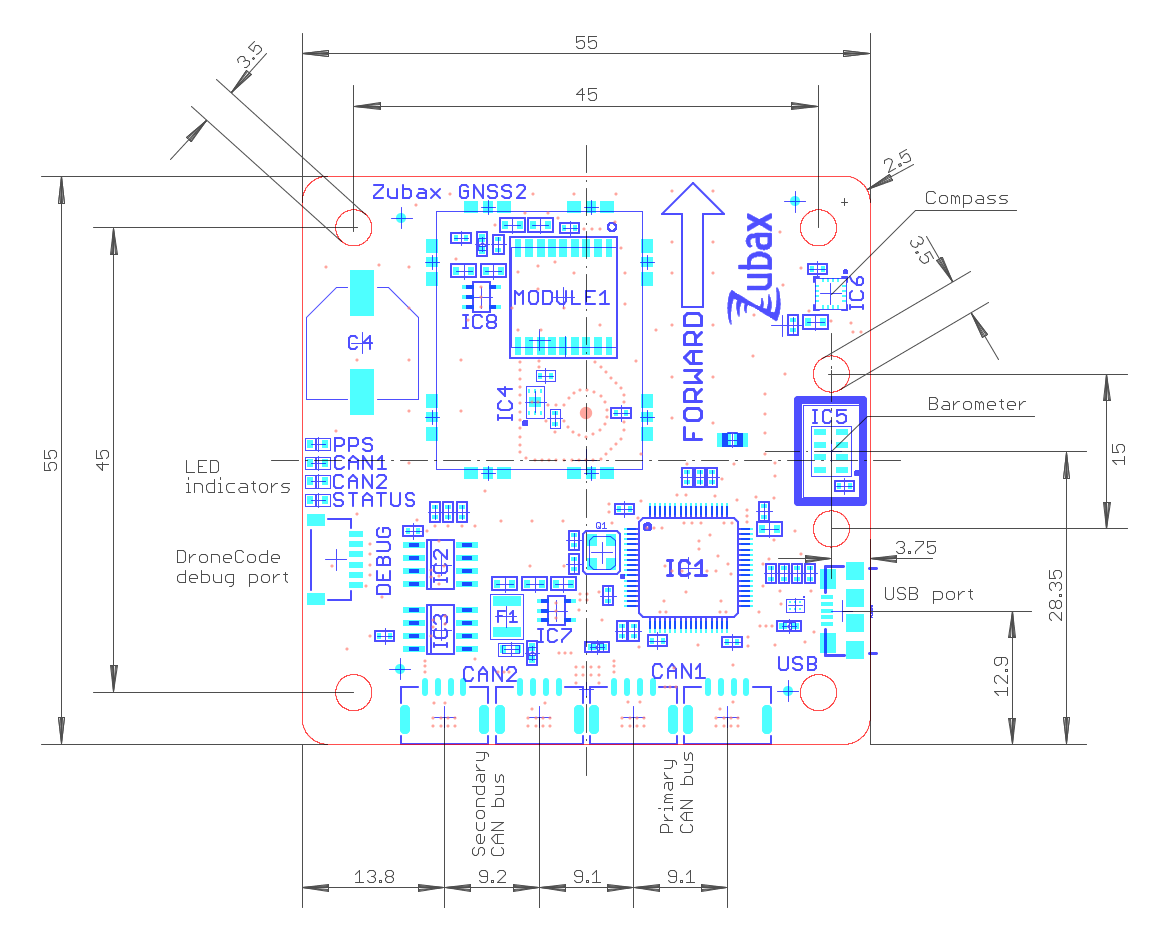 55
3.5
45
2.5
Zubax GNSS2
Compass
Zubax
3.5
IC6
MODULE1
IC8
C4
FORWARD
IC4
Barometer
IC5
PPS
CAN1
CAN2
STATUS
LED
indicators
55
45
15
Q1
DEBUG
DroneCode
debug port
IC2
IC1
3.75
USB port
28.35
IC3
F1
IC7
USB
12.9
CAN2
CAN1
Secondary
CAN bus
Primary
CAN bus
13.8
9.2
9.1
9.1